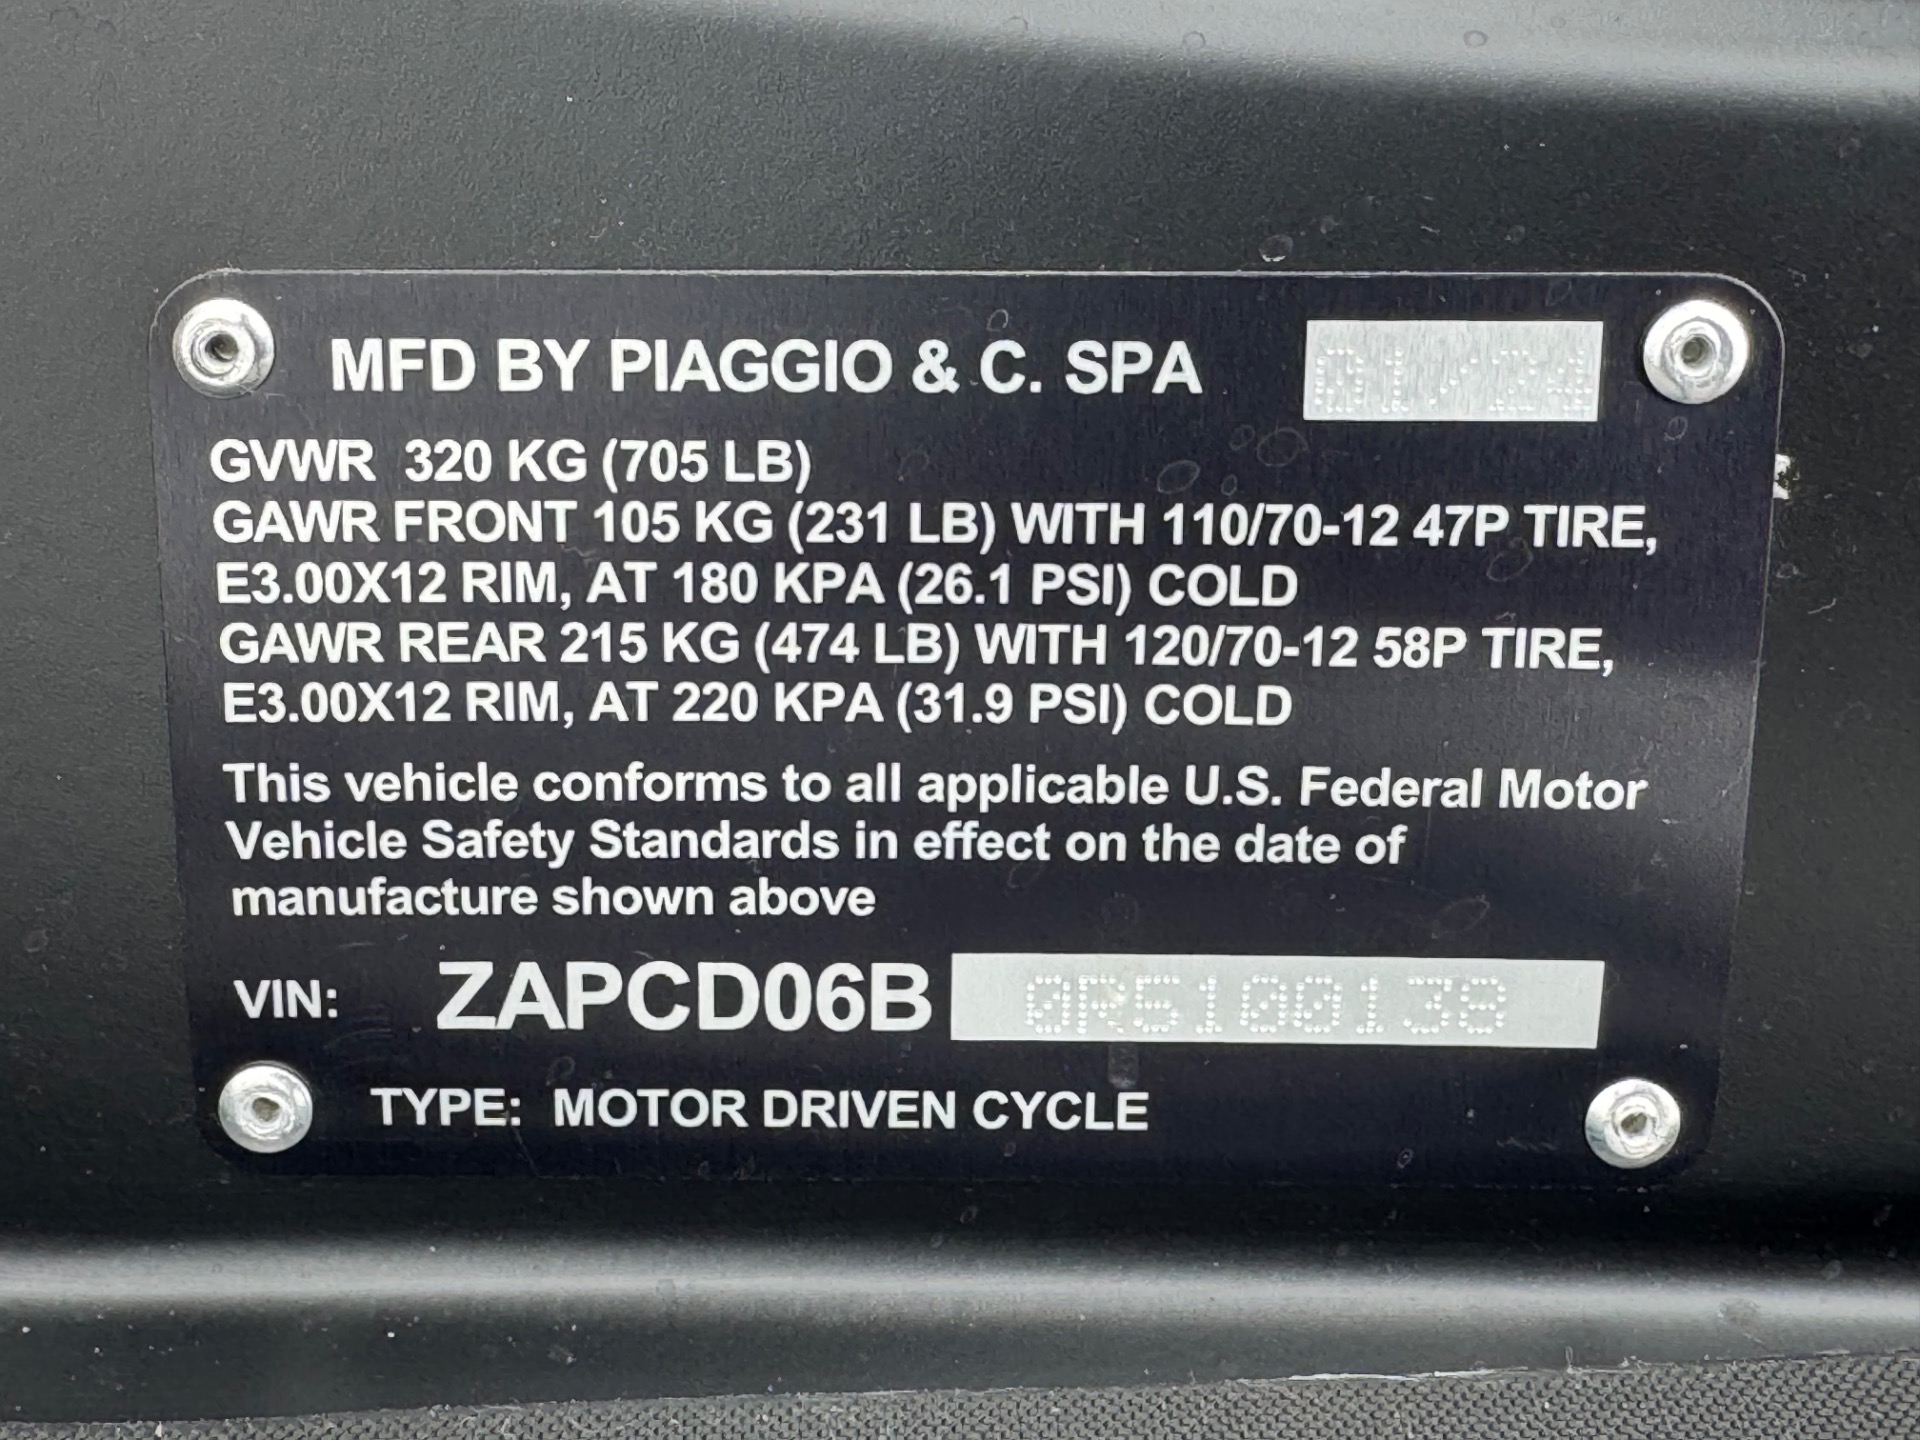 MFD BY PIAGGIO & C. SPA 01/24
GVWR 320 KG (705 LB)
GAWR FRONT 105 KG (231 LB) WITH 110/70-12 47P TIRE,
E3.00X12 RIM, AT 180 KPA (26.1 PSI) COLD
GAWR REAR 215 KG (474 LB) WITH 120/70-12 58P TIRE,
E3.00X12 RIM, AT 220 KPA (31.9 PSI) COLD
This vehicle conforms to all applicable U.S. Federal Motor
Vehicle Safety Standards in effect on the date of
manufacture shown above
VIN: ZAPCD06B 0R5100138
TYPE: MOTOR DRIVEN CYCLE